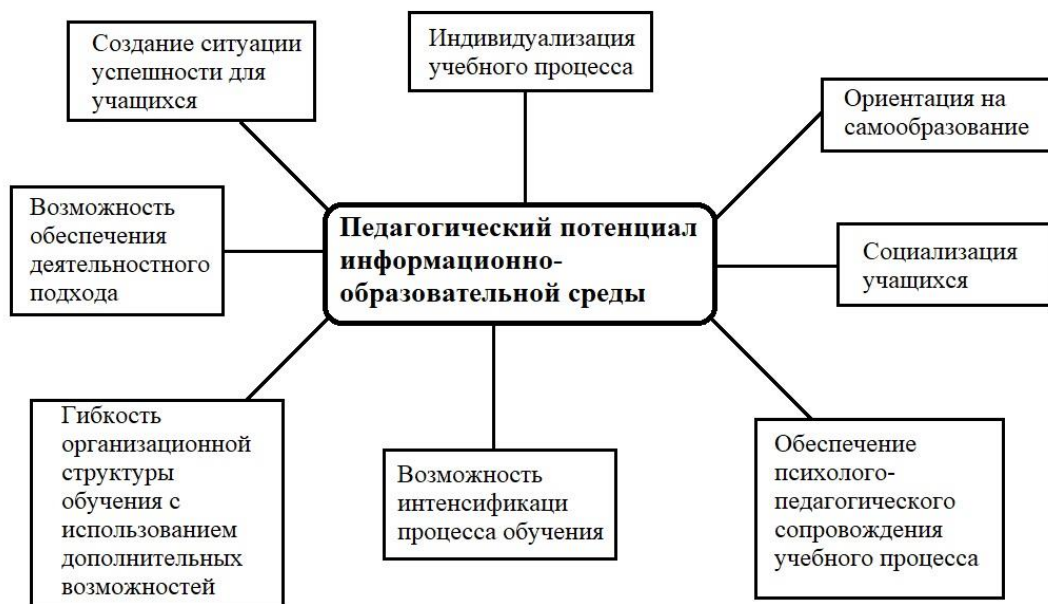 Создание ситуации
успешности для
учащихся
Индивидуализация
учебного процесса
Ориентация на
самообразование
Возможность
обеспечения
деятельностного
подхода
Педагогический потенциал
информационно-
образовательной среды
Социализация
учащихся
Гибкость
организационной
структуры
обучения с
использованием
дополнительных
возможностей
Возможность
интенсификаци
процесса обучения
Обеспечение
психолого-
педагогического
сопровождения
учебного процесса